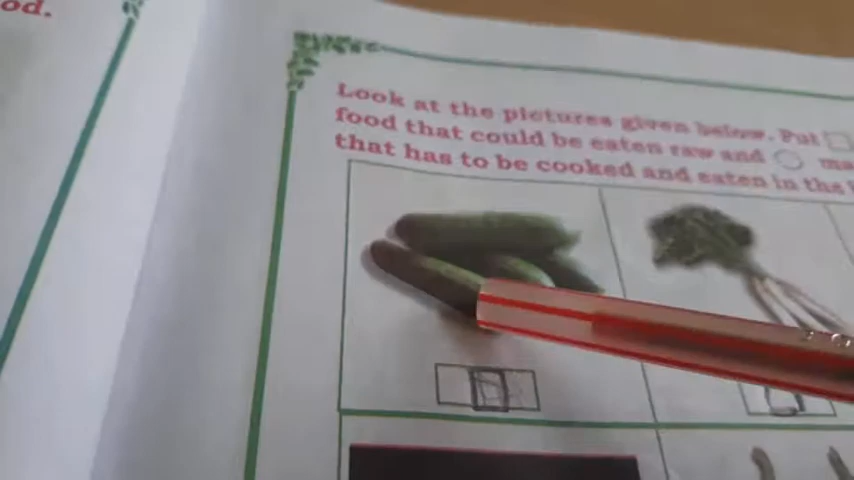 od.
Look at the pictures given below. Put
food that could be eaten raw and
that has to be cooked and eaten in the